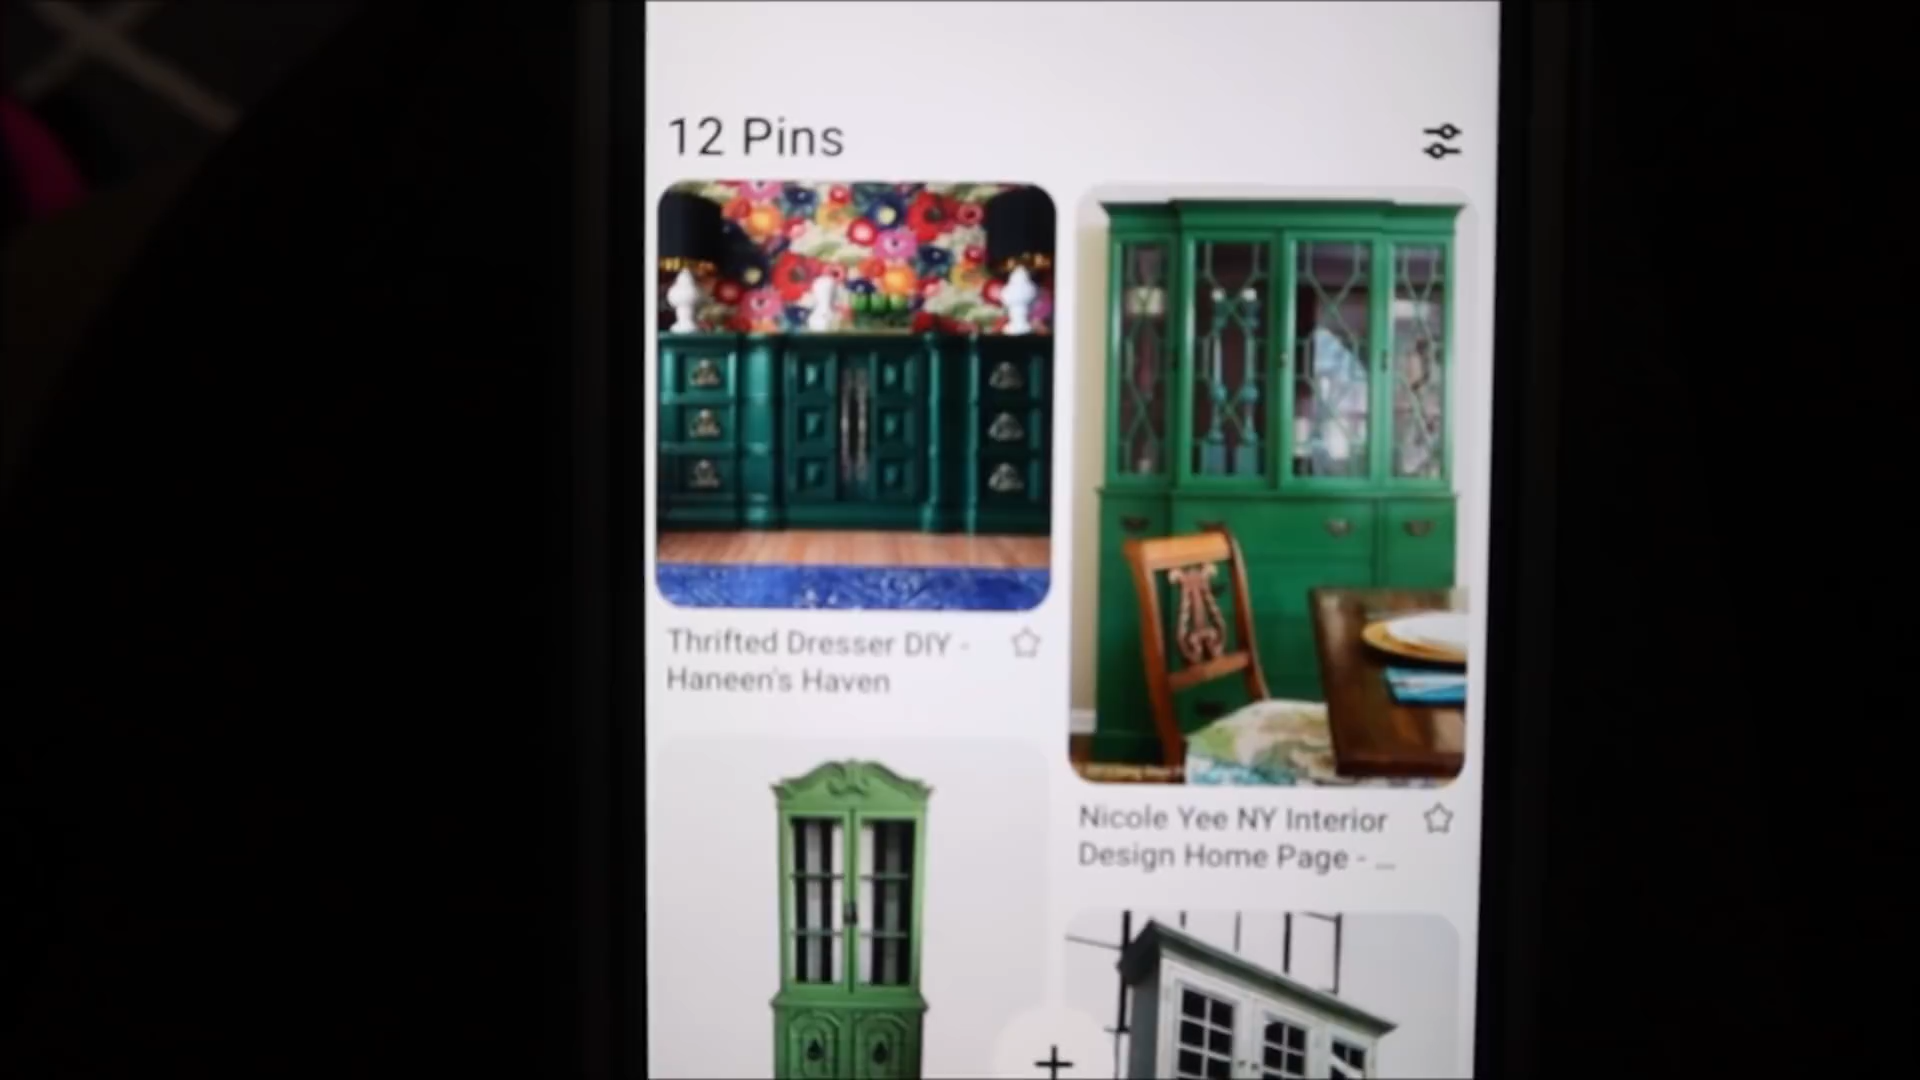 12 Pins
Thrifted Dresser DIY -
Haneen's Haven
Nicole Yee NY Interior
Design Home Page - ...